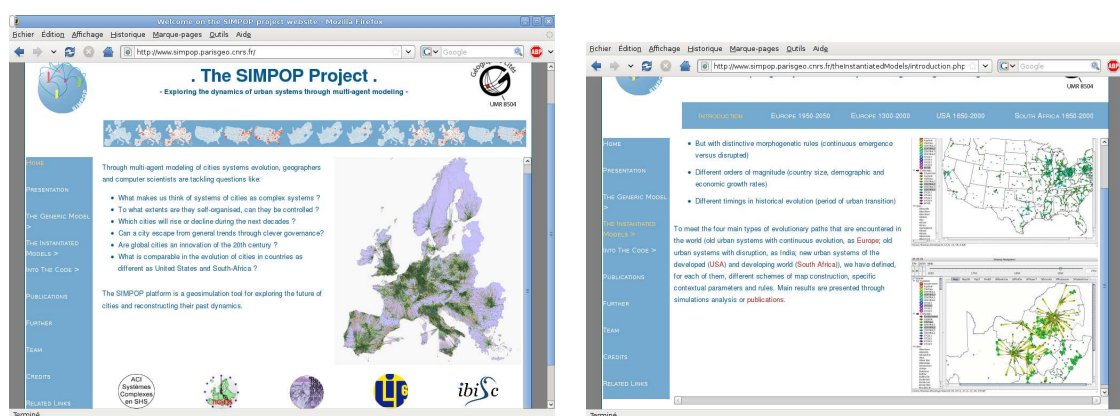 Welcome on the SIMPOP project website - Mozilla Firefox
Fichier Édition Affichage Historique Marque-pages Outils Aide
http://www.simpop.parisgeo.cnrs.fr/
Google
ABP
. The SIMPOP Project .
- Exploring the dynamics of urban systems through multi-agent modeling -
Géographie-Cités
UMR 8504
HOME
PRESENTATION
THE GENERIC MODEL >
THE INSTANTIATED MODELS >
INTO THE CODE >
PUBLICATIONS
FURTHER
TEAM
CREDITS
RELATED LINKS
Through multi-agent modeling of cities systems evolution, geographers
and computer scientists are tackling questions like:
What makes us think of systems of cities as complex systems ?
To what extents are they self-organised, can they be controlled ?
Which cities will rise or decline during the next decades ?
Can a city escape from general trends through clever governance?
Are global cities an innovation of the 20th century ?
What is comparable in the evolution of cities in countries as
different as United States and South-Africa ?
The SIMPOP platform is a geosimulation tool for exploring the future of
cities and reconstructing their past dynamics.
ACI
Systèmes
Complexes
en SHS
ibiSc
Terminé
Fichier Édition Affichage Historique Marque-pages Outils Aide
http://www.simpop.parisgeo.cnrs.fr/theInstantiatedModels/introduction.php
Google
ABP
UMR 8504
INTRODUCTION EUROPE 1950-2050 EUROPE 1300-2000 USA 1650-2000 SOUTH AFRICA 1650-2000
HOME
PRESENTATION
THE GENERIC MODEL >
THE INSTANTIATED MODELS >
INTO THE CODE >
PUBLICATIONS
FURTHER
TEAM
CREDITS
RELATED LINKS
But with distinctive morphogenetic rules (continuous emergence
versus disrupted)
Different orders of magnitude (country size, demographic and
economic growth rates)
Different timings in historical evolution (period of urban transition)
To meet the four main types of evolutionary paths that are encountered in
the world (old urban systems with continuous evolution, as Europe; old
urban systems with disruption, as India; new urban systems of the
developed (USA) and developing world (South Africa)), we have defined,
for each of them, different schemes of map construction, specific
contextual parameters and rules. Main results are presented through
simulations analysis or publications.
Terminé